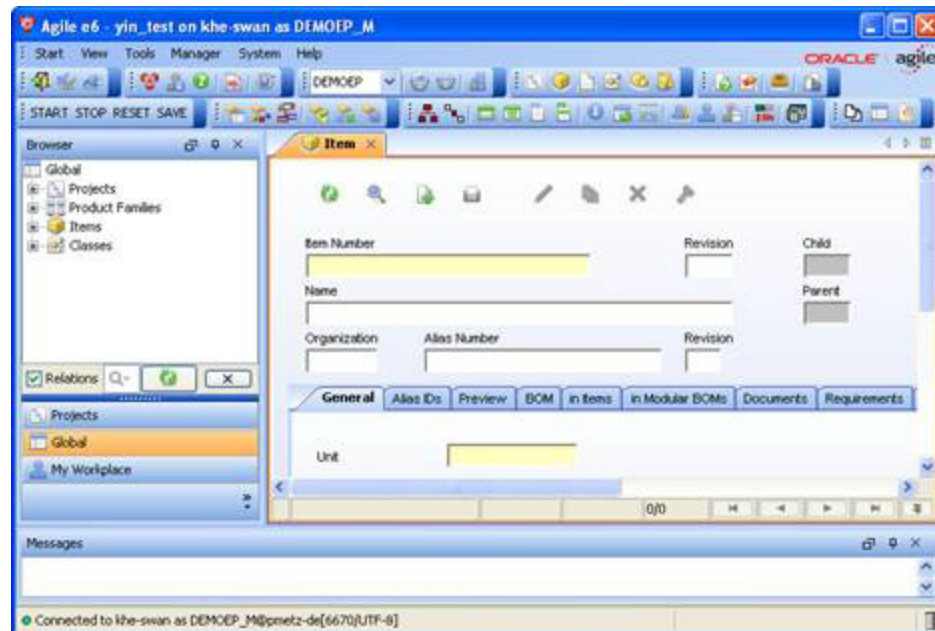 Agile e6 - yin_test on khe-swan as DEMOEP_M
Start View Tools Manager System Help
ORACLE agile
DEMOEP
START STOP RESET SAVE
Browser
Item
Global
Projects
Product Families
Items
Classes
Item Number Revision Child
Name Parent
Organization Alias Number Revision
Relations
General Alias IDs Preview BOM in Items in Modular BOMs Documents Requirements
Projects
Global
Unit
My Workplace
0/0
Messages
Connected to khe-swan as DEMOEP_M@pmetz-de[6670/UTF-8]